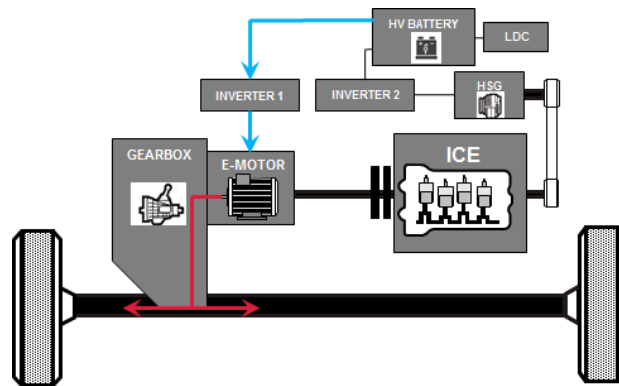 HV BATTERY
LDC
INVERTER 1
INVERTER 2
HSG
GEARBOX
E-MOTOR
ICE